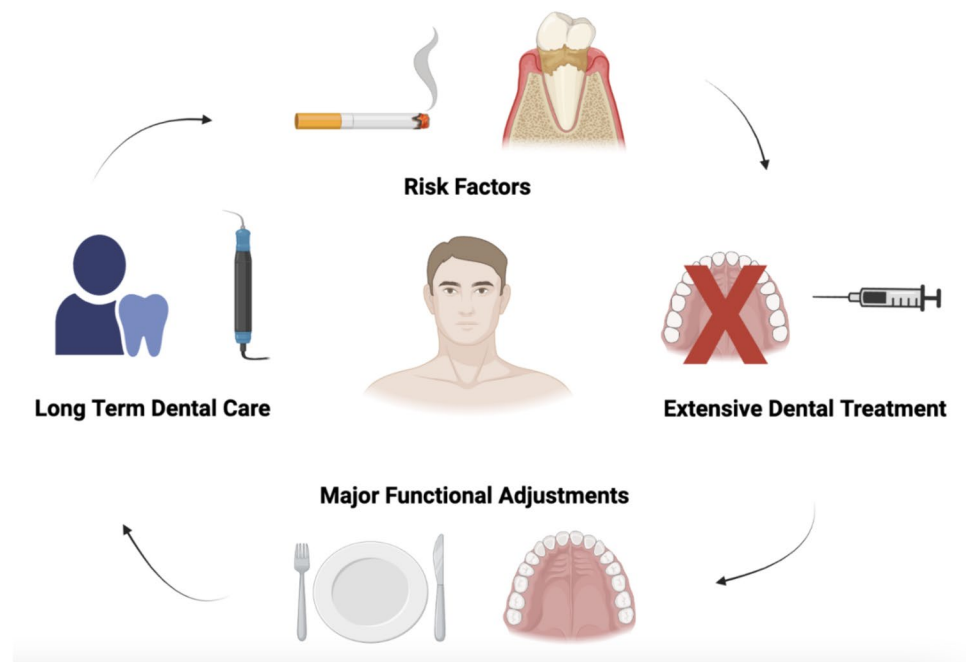 Risk Factors
Long Term Dental Care
Extensive Dental Treatment
Major Functional Adjustments